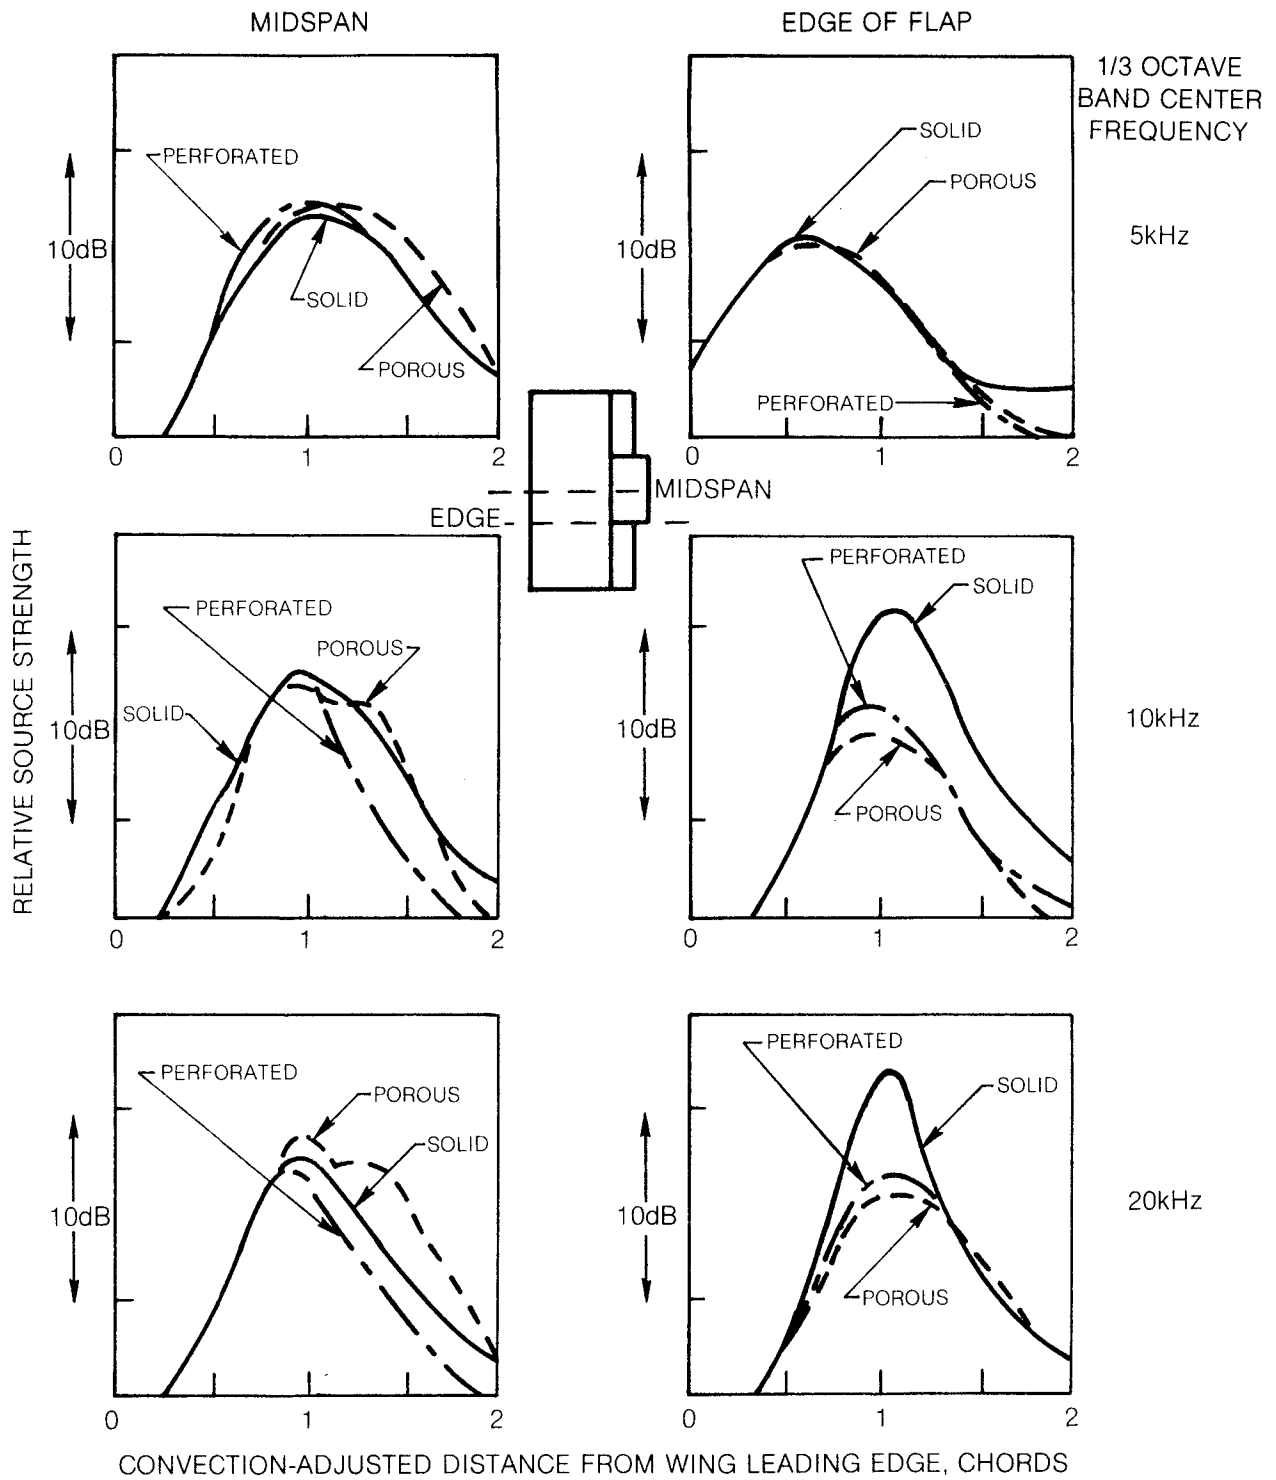 MIDSPAN
EDGE OF FLAP
1/3 OCTAVE
BAND CENTER
FREQUENCY
PERFORATED
10dB
SOLID
POROUS
0
1
2
SOLID
POROUS
10dB
PERFORATED
0
1
2
5kHz
MIDSPAN
EDGE
RELATIVE SOURCE STRENGTH
PERFORATED
POROUS
SOLID
10dB
0
1
2
PERFORATED
SOLID
10dB
POROUS
0
1
2
10kHz
PERFORATED
POROUS
SOLID
10dB
0
1
2
PERFORATED
SOLID
10dB
POROUS
0
1
2
20kHz
CONVECTION-ADJUSTED DISTANCE FROM WING LEADING EDGE, CHORDS